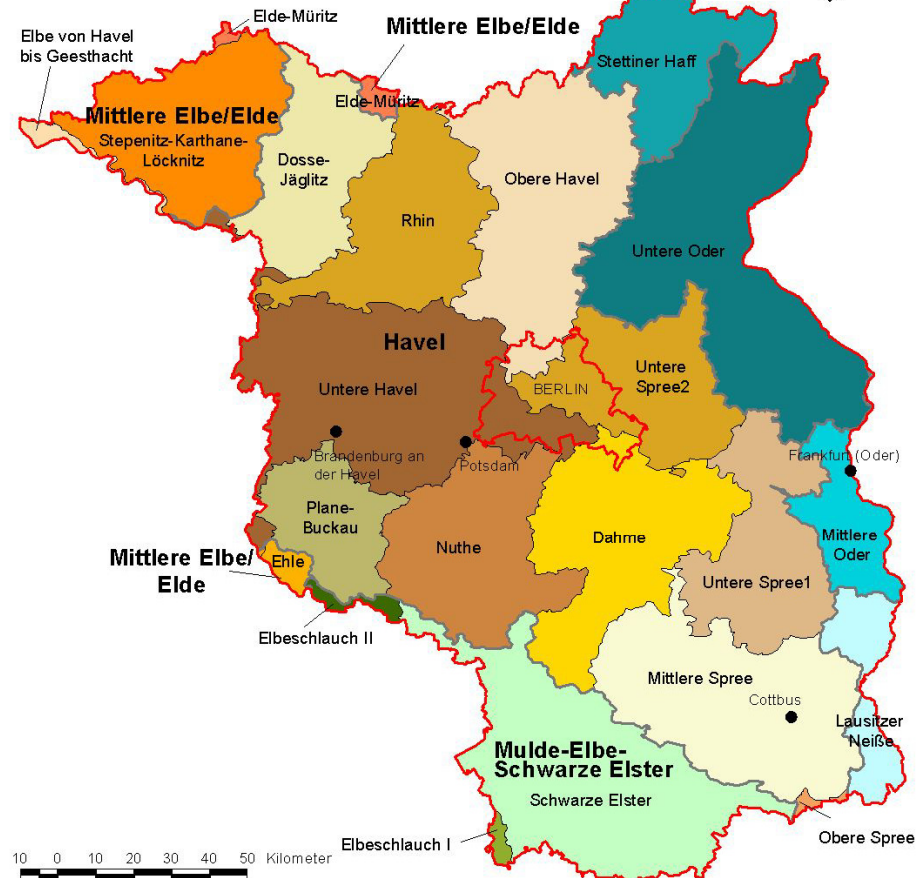 Elde-Müritz
Elbe von Havel
bis Geesthacht
Mittlere Elbe/Elde
Stettiner Haff
Elde-Müritz
Mittlere Elbe/Elde
Stepenitz-Karthane-
Löcknitz
Dosse-
Jäglitz
Obere Havel
Rhin
Untere Oder
Havel
Untere Havel
BERLIN
Untere
Spree2
Brandenburg an
der Havel
Potsdam
Frankfurt (Oder)
Plane-
Buckau
Nuthe
Dahme
Mittlere
Oder
Mittlere Elbe/
Elde
Ehle
Untere Spree1
Elbeschlauch II
Mittlere Spree
Cottbus
Lausitzer
Neiße
Mulde-Elbe-
Schwarze Elster
Schwarze Elster
Elbeschlauch I
Obere Spree
10 0 10 20 30 40 50 Kilometer